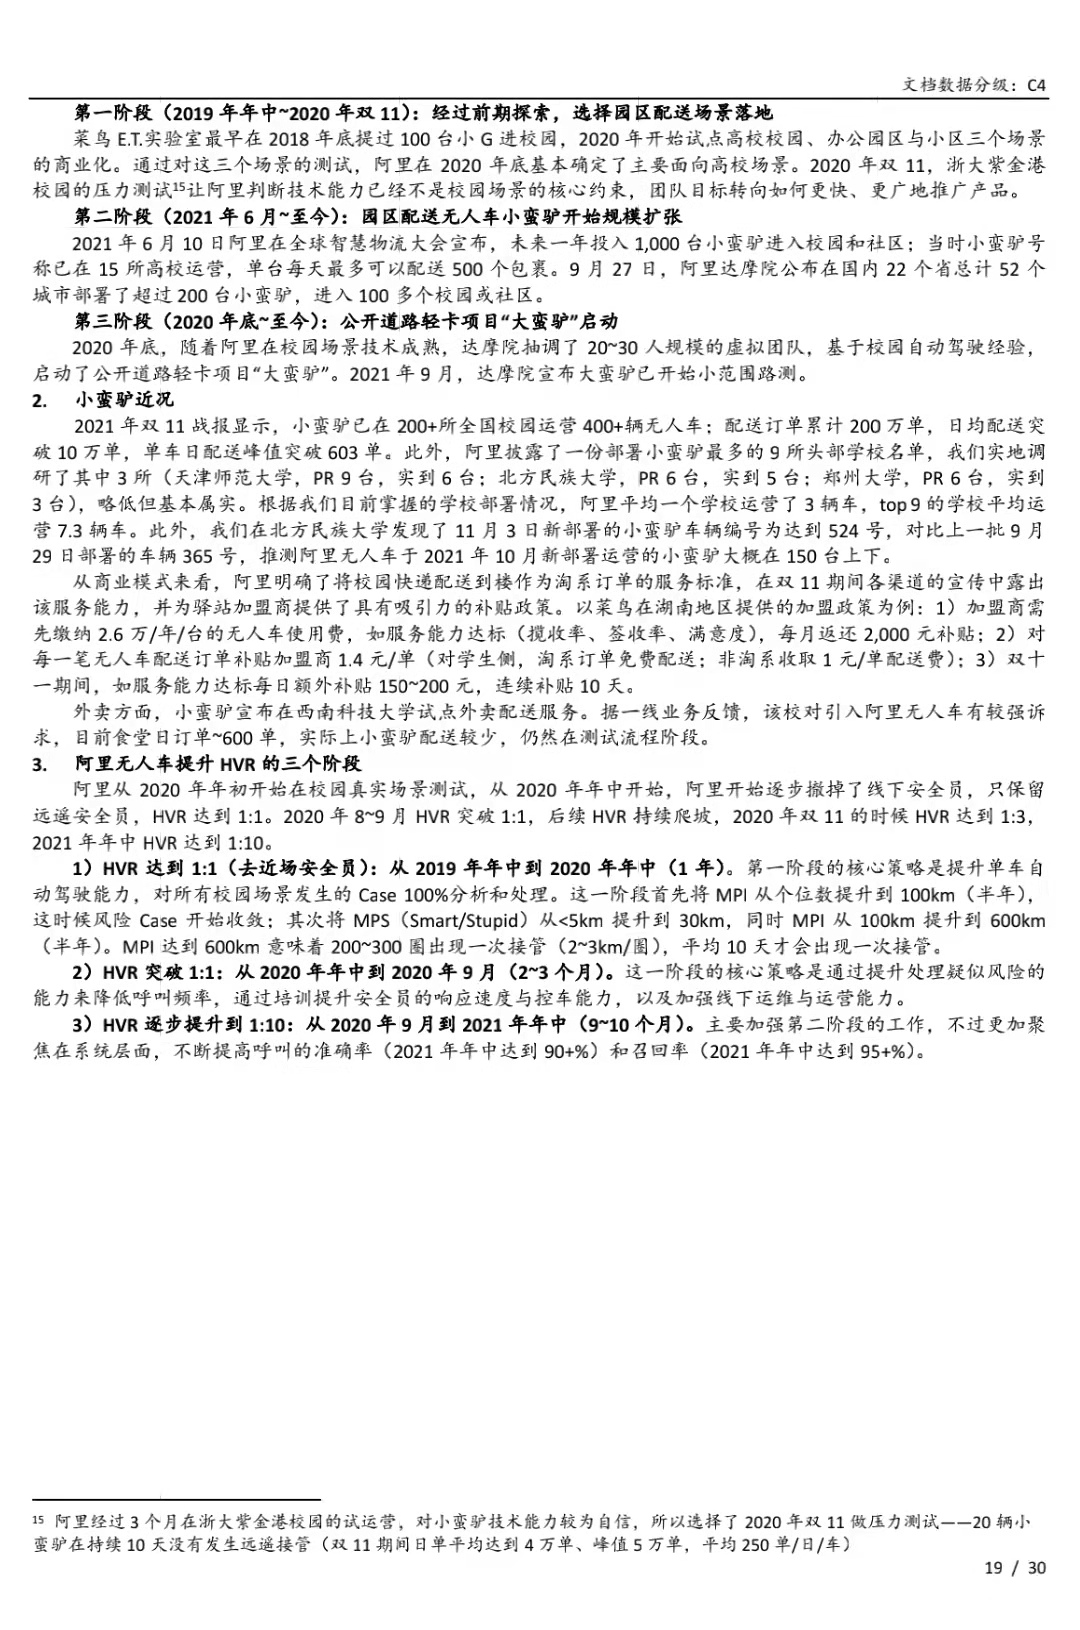 文档数据分级：C4
第一阶段（2019 年年中~2020 年双 11）：经过前期探索，选择园区配送场景落地
菜鸟 E.T.实验室最早在 2018 年底提过 100 台小 G 进校园，2020 年开始试点高校校园、办公园区与小区三个场景
的商业化。通过对这三个场景的测试，阿里在 2020 年底基本确定了主要面向高校场景。2020 年双 11，浙大紫金港
校园的压力测试15让阿里判断技术能力已经不是校园场景的核心约束，团队目标转向如何更快、更广地推广产品。
第二阶段（2021 年 6 月~至今）：园区配送无人车小蛮驴开始规模扩张
2021 年 6 月 10 日阿里在全球智慧物流大会宣布，未来一年投入 1,000 台小蛮驴进入校园和社区；当时小蛮驴号
称已在 15 所高校运营，单台每天最多可以配送 500 个包裹。9 月 27 日，阿里达摩院公布在国内 22 个省总计 52 个
城市部署了超过 200 台小蛮驴，进入 100 多个校园或社区。
第三阶段（2020 年底~至今）：公开道路轻卡项目“大蛮驴”启动
2020 年底，随着阿里在校园场景技术成熟，达摩院抽调了 20~30 人规模的虚拟团队，基于校园自动驾驶经验，
启动了公开道路轻卡项目“大蛮驴”。2021 年 9 月，达摩院宣布大蛮驴已开始小范围路测。
2. 小蛮驴近况
2021 年双 11 战报显示，小蛮驴已在 200+所全国校园运营 400+辆无人车；配送订单累计 200 万单，日均配送突
破 10 万单，单车日配送峰值突破 603 单。此外，阿里披露了一份部署小蛮驴最多的 9 所头部学校名单，我们实地调
研了其中 3 所（天津师范大学，PR 9 台，实到 6 台；北方民族大学，PR 6 台，实到 5 台；郑州大学，PR 6 台，实到
3 台），略低但基本属实。根据我们目前掌握的学校部署情况，阿里平均一个学校运营了 3 辆车，top 9 的学校平均运
营 7.3 辆车。此外，我们在北方民族大学发现了 11 月 3 日新部署的小蛮驴车辆编号为达到 524 号，对比上一批 9 月
29 日部署的车辆 365 号，推测阿里无人车于 2021 年 10 月新部署运营的小蛮驴大概在 150 台上下。
从商业模式来看，阿里明确了将校园快递配送到楼作为淘系订单的服务标准，在双 11 期间各渠道的宣传中露出
该服务能力，并为驿站加盟商提供了具有吸引力的补贴政策。以菜鸟在湖南地区提供的加盟政策为例：1）加盟商需
先缴纳 2.6 万/年/台的无人车使用费，如服务能力达标（揽收率、签收率、满意度），每月返还 2,000 元补贴；2）对
每一笔无人车配送订单补贴加盟商 1.4 元/单（对学生侧，淘系订单免费配送；非淘系收取 1 元/单配送费）；3）双十
一期间，如服务能力达标每日额外补贴 150~200 元，连续补贴 10 天。
外卖方面，小蛮驴宣布在西南科技大学试点外卖配送服务。据一线业务反馈，该校对引入阿里无人车有较强诉
求，目前食堂日订单~600 单，实际上小蛮驴配送较少，仍然在测试流程阶段。
3. 阿里无人车提升 HVR 的三个阶段
阿里从 2020 年年初开始在校园真实场景测试，从 2020 年年中开始，阿里开始逐步撤掉了线下安全员，只保留
远遥安全员，HVR 达到 1:1。2020 年 8~9 月 HVR 突破 1:1，后续 HVR 持续爬坡，2020 年双 11 的时候 HVR 达到 1:3，
2021 年年中 HVR 达到 1:10。
1）HVR 达到 1:1（去近场安全员）：从 2019 年年中到 2020 年年中（1 年）。第一阶段的核心策略是提升单车自
动驾驶能力，对所有校园场景发生的 Case 100%分析和处理。这一阶段首先将 MPI 从个位数提升到 100km（半年），
这时候风险 Case 开始收敛；其次将 MPS（Smart/Stupid）从<5km 提升到 30km，同时 MPI 从 100km 提升到 600km
（半年）。MPI 达到 600km 意味着 200~300 圈出现一次接管（2~3km/圈），平均 10 天才会出现一次接管。
2）HVR 突破 1:1：从 2020 年年中到 2020 年 9 月（2~3 个月）。这一阶段的核心策略是通过提升处理疑似风险的
能力来降低呼叫频率，通过培训提升安全员的响应速度与控车能力，以及加强线下运维与运营能力。
3）HVR 逐步提升到 1:10：从 2020 年 9 月到 2021 年年中（9~10 个月）。主要加强第二阶段的工作，不过更加聚
焦在系统层面，不断提高呼叫的准确率（2021 年年中达到 90+%）和召回率（2021 年年中达到 95+%）。
15 阿里经过 3 个月在浙大紫金港校园的试运营，对小蛮驴技术能力较为自信，所以选择了 2020 年双 11 做压力测试——20 辆小
蛮驴在持续 10 天没有发生远遥接管（双 11 期间日单平均达到 4 万单、峰值 5 万单，平均 250 单/日/车）
19 / 30